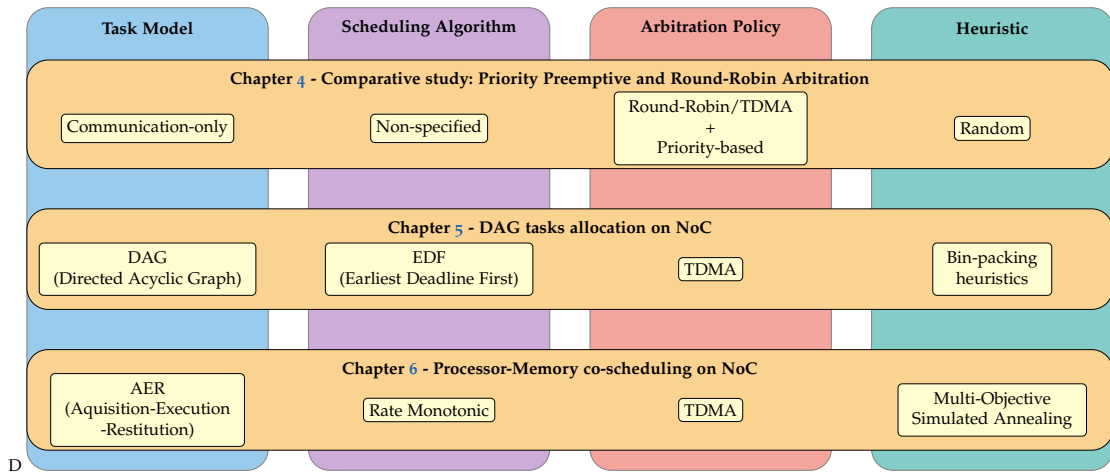 Task Model
Scheduling Algorithm
Arbitration Policy
Heuristic
Chapter 4 - Comparative study: Priority Preemptive and Round-Robin Arbitration
Communication-only
Non-specified
Round-Robin/TDMA
+
Priority-based
Random
Chapter 5 - DAG tasks allocation on NoC
DAG
(Directed Acyclic Graph)
EDF
(Earliest Deadline First)
TDMA
Bin-packing
heuristics
Chapter 6 - Processor-Memory co-scheduling on NoC
AER
(Aquisition-Execution
-Restitution)
Rate Monotonic
TDMA
Multi-Objective
Simulated Annealing
D